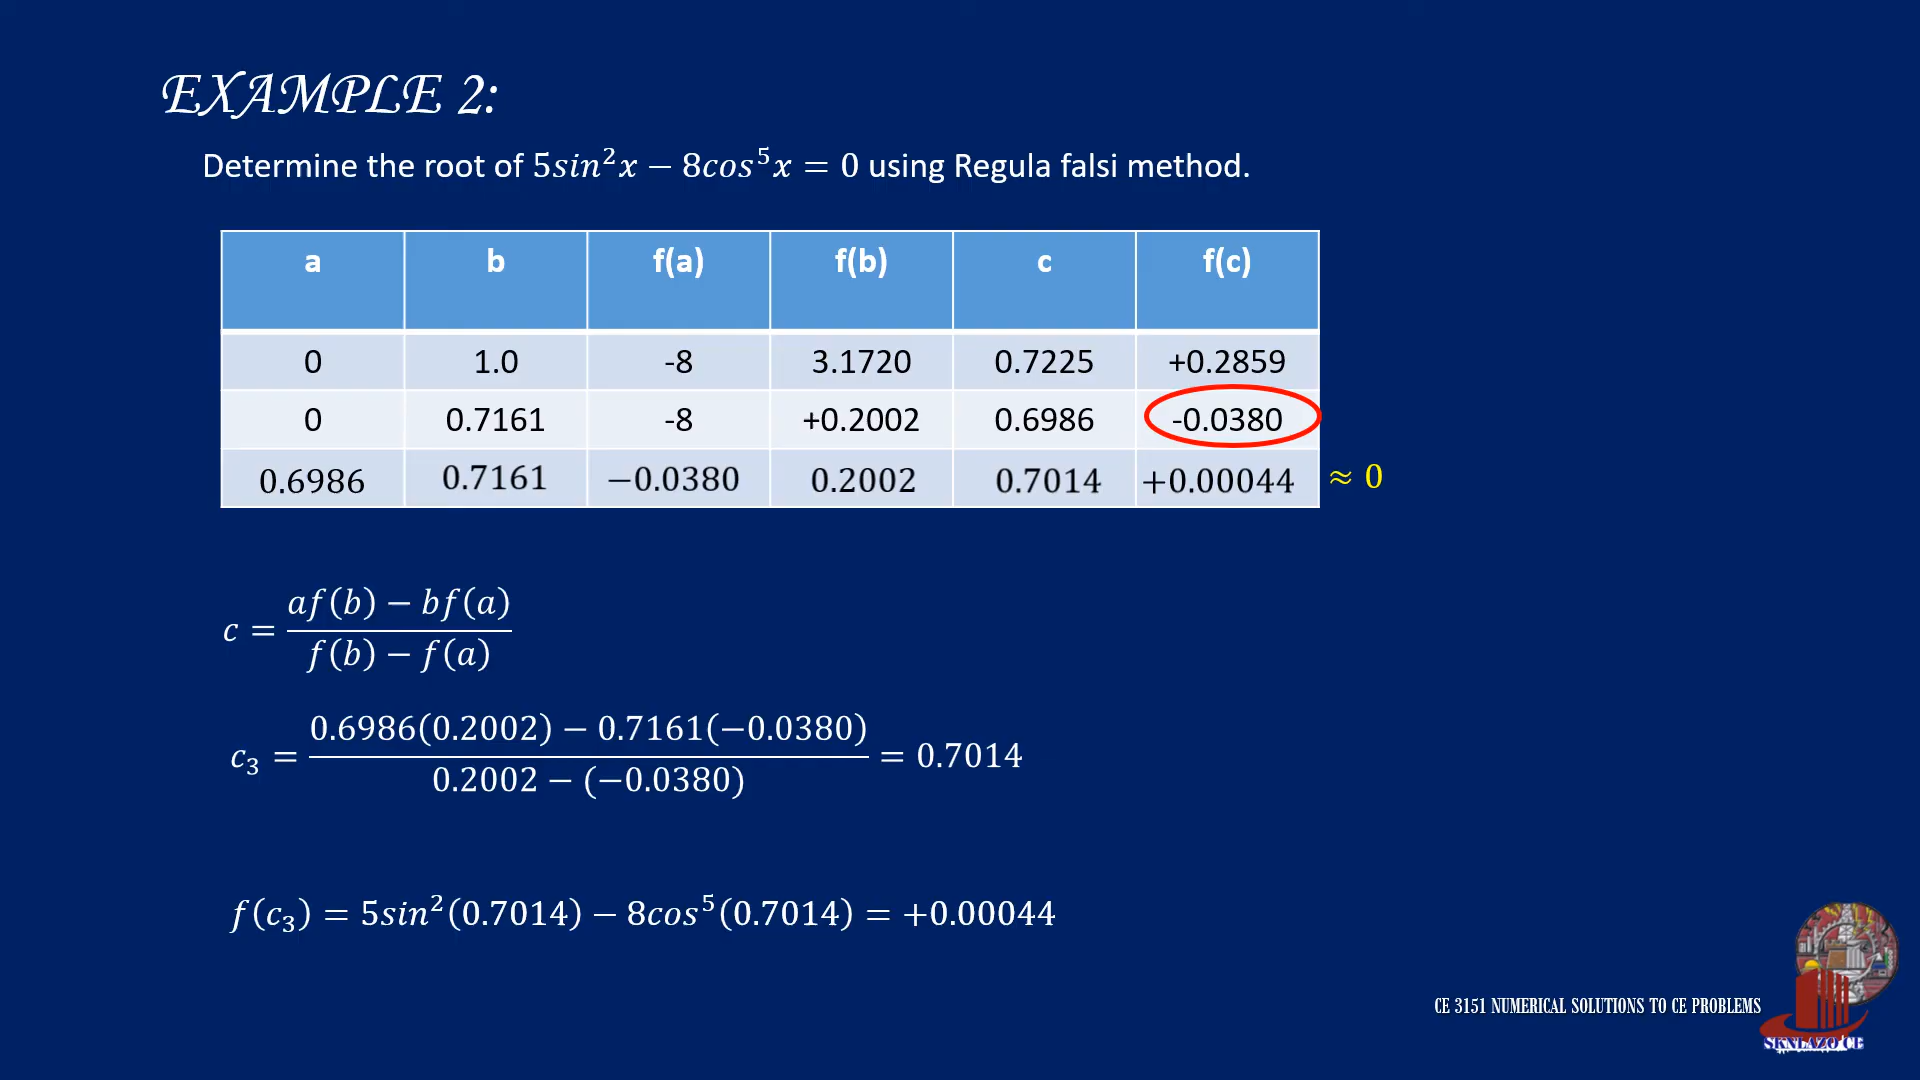 EXAMPLE 2:
Determine the root of 5sin²x − 8cos⁵x = 0 using Regula falsi method.
a b f(a) f(b) c f(c)
0 1.0 -8 3.1720 0.7225 +0.2859
0 0.7161 -8 +0.2002 0.6986 -0.0380
0.6986 0.7161 −0.0380 0.2002 0.7014 +0.00044 ≈ 0
c = (af(b) − bf(a)) / (f(b) − f(a))
c₃ = (0.6986(0.2002) − 0.7161(−0.0380)) / (0.2002 − (−0.0380)) = 0.7014
f(c₃) = 5sin²(0.7014) − 8cos⁵(0.7014) = +0.00044
CE 3151 NUMERICAL SOLUTIONS TO CE PROBLEMS
SKNLAZO CE